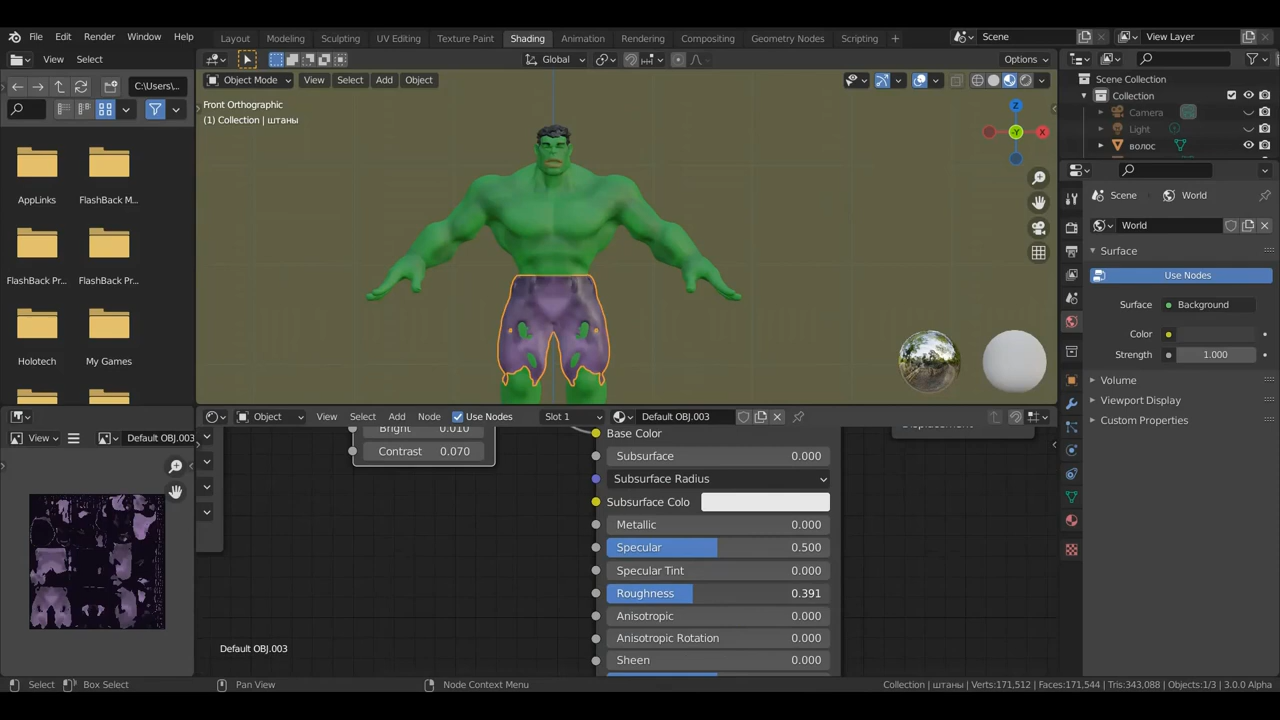 File Edit Render Window Help
Layout Modeling Sculpting UV Editing Texture Paint Shading Animation Rendering Compositing Geometry Nodes Scripting +
Scene
View Layer
View Select
C:\Users\...
AppLinks
FlashBack M...
FlashBack Pr...
FlashBack Pr...
Holotech
My Games
Global
Options
Object Mode
View Select Add Object
Front Orthographic
(1) Collection | штаны
Z
-Y
X
Scene Collection
Collection
Camera
Light
волос
Scene
World
World
Surface
Use Nodes
Surface
Background
Color
Strength
1.000
Volume
Viewport Display
Custom Properties
View
Default OBJ.003
Object
View Select Add Node
Use Nodes
Slot 1
Default OBJ.003
Bright 0.010
Contrast 0.070
Base Color
Subsurface 0.000
Subsurface Radius
Subsurface Colo
Metallic 0.000
Specular 0.500
Specular Tint 0.000
Roughness 0.391
Anisotropic 0.000
Anisotropic Rotation 0.000
Sheen 0.000
Displacement
Default OBJ.003
Select
Box Select
Pan View
Node Context Menu
Collection | штаны | Verts:171,512 | Faces:171,544 | Tris:343,088 | Objects:1/3 | 3.0.0 Alpha